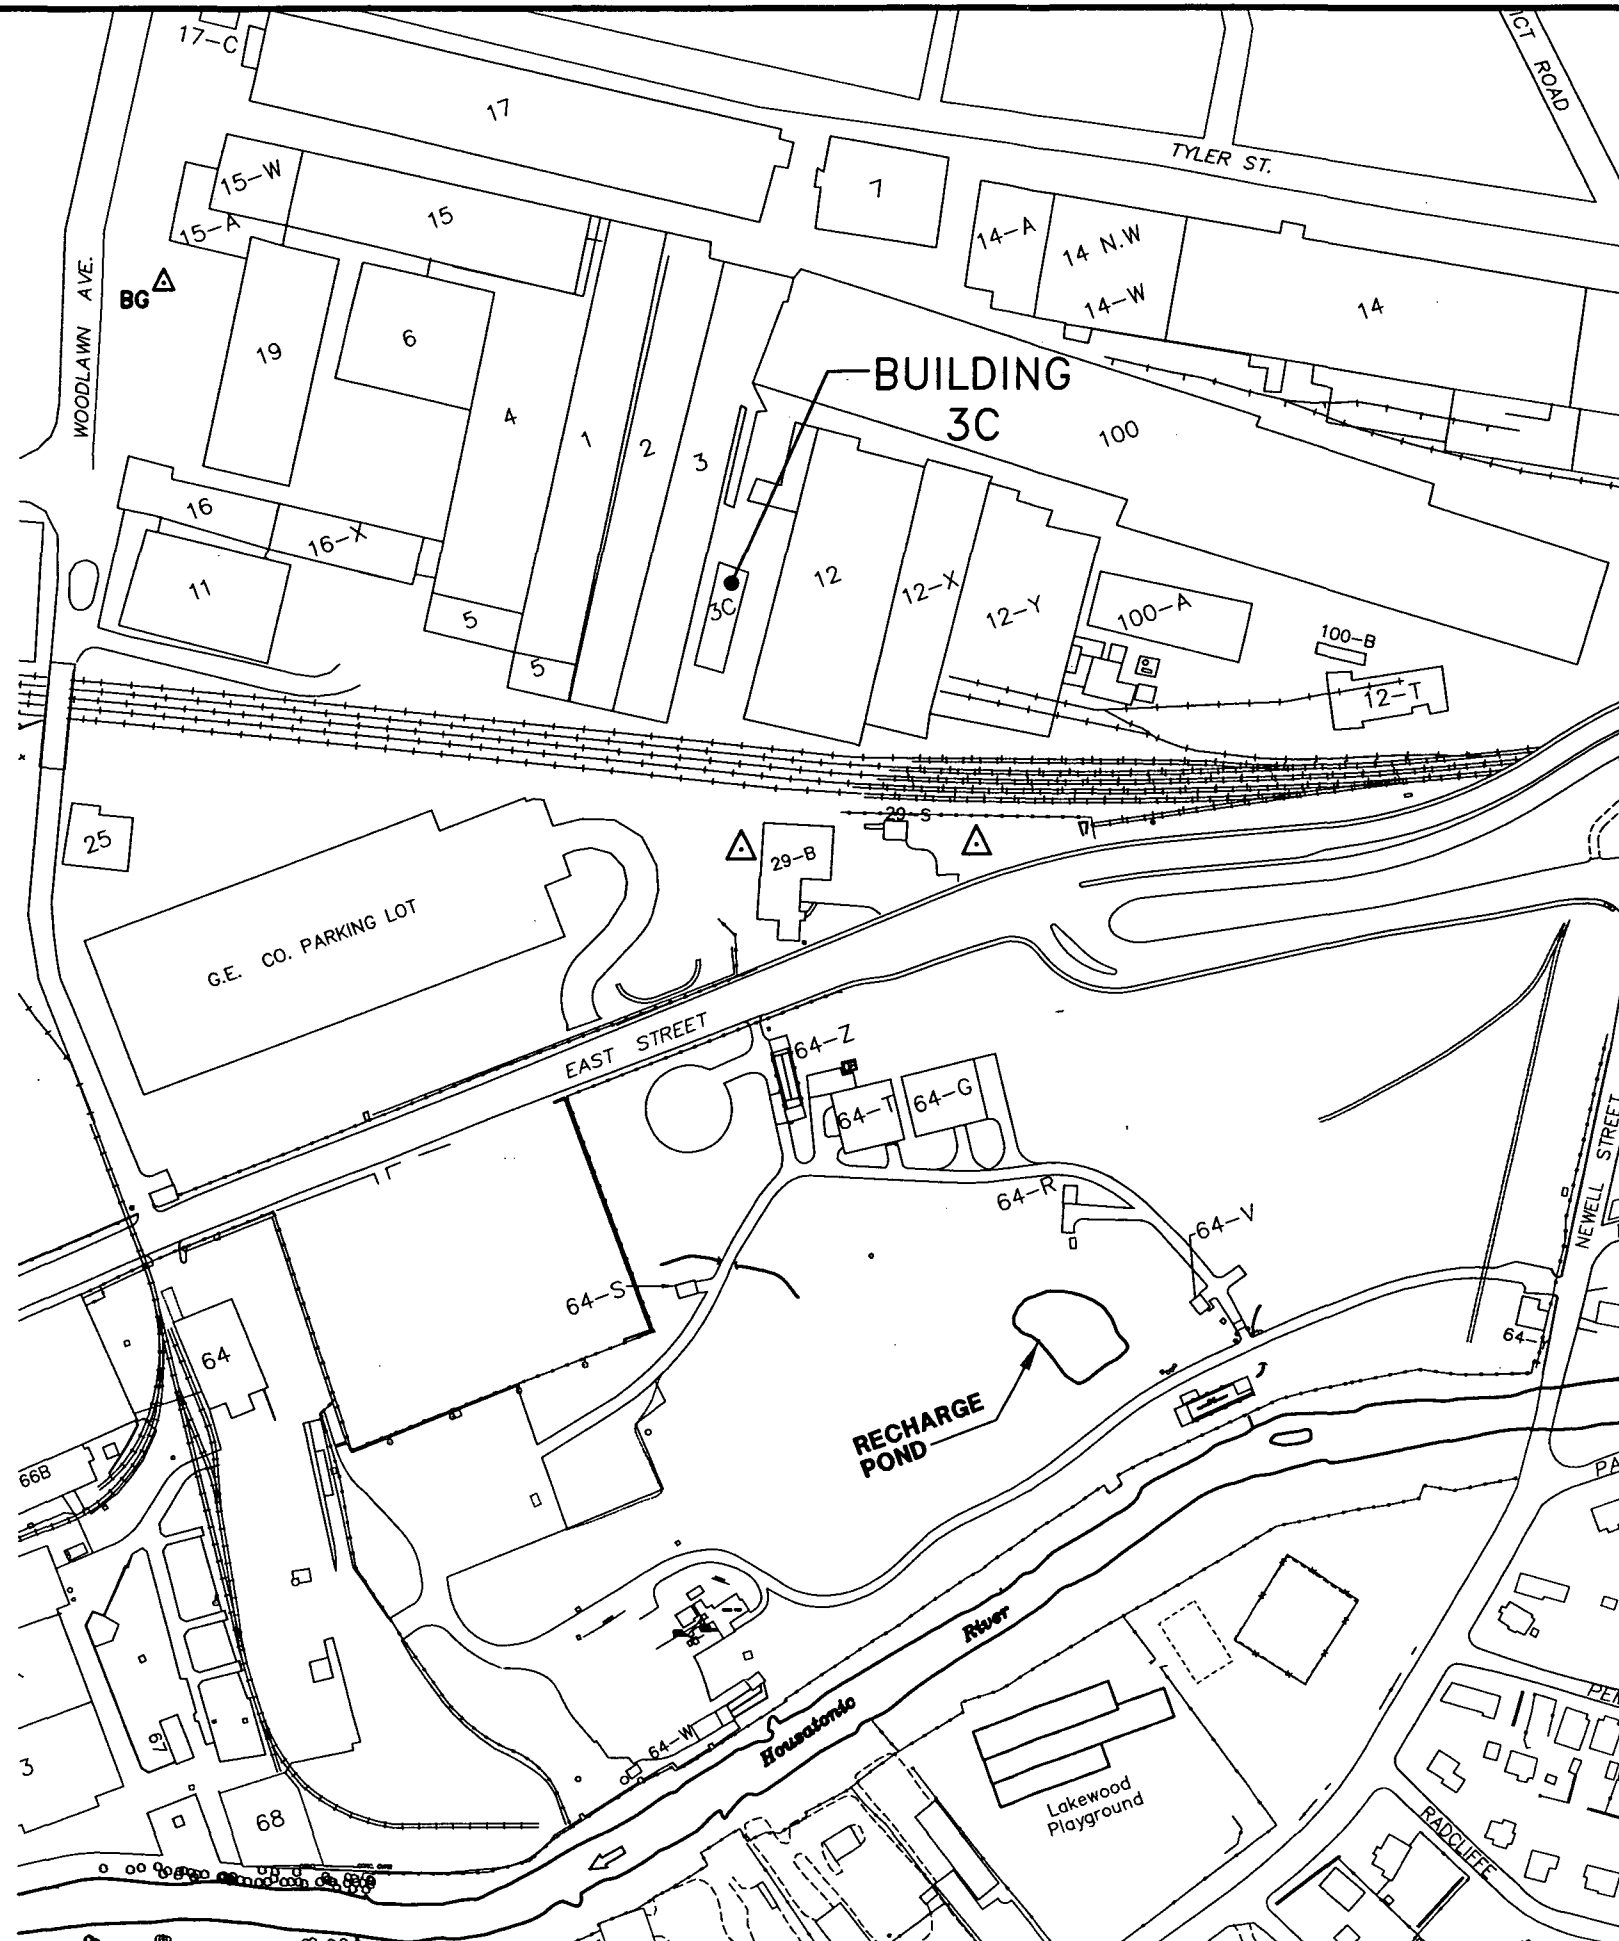 17-C
ICT ROAD
17
TYLER ST.
15-W
7
15
14-A
14 N.W
15-A
WOODLAWN AVE.
BG
14-W
14
19
6
BUILDING
3C
4
1
2
3
100
16
16-X
11
12
12-X
3C
12-Y
100-A
5
100-B
5
12-T
29-S
25
29-B
G.E. CO. PARKING LOT
EAST STREET
64-Z
64-G
64-T
NEWELL STREET
64-R
64-V
64-S
64
64-
RECHARGE
POND
66B
PA
River
Housatonic
PEM
67
64-W
3
Lakewood
Playground
68
RADCLIFFE